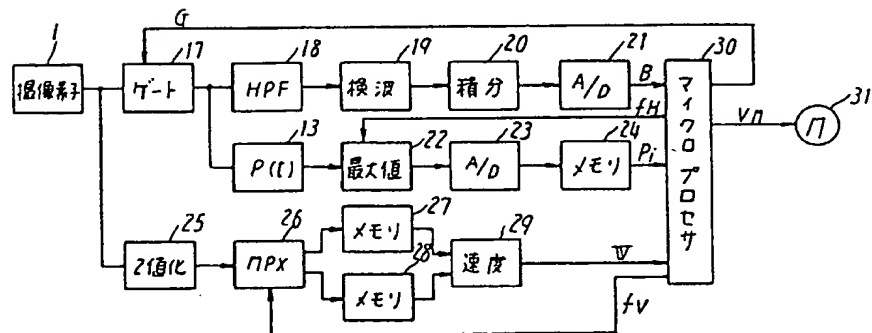 G
1
17
18
19
20
21
30
撮像素子
ゲート
HPF
検波
積分
A/D
B
マイクロプロセサ
fH
31
13
22
23
24
Vn
P(t)
最大値
A/D
メモリ
Pi
25
26
27
メモリ
29
2値化
28
速度
V
メモリ
fV